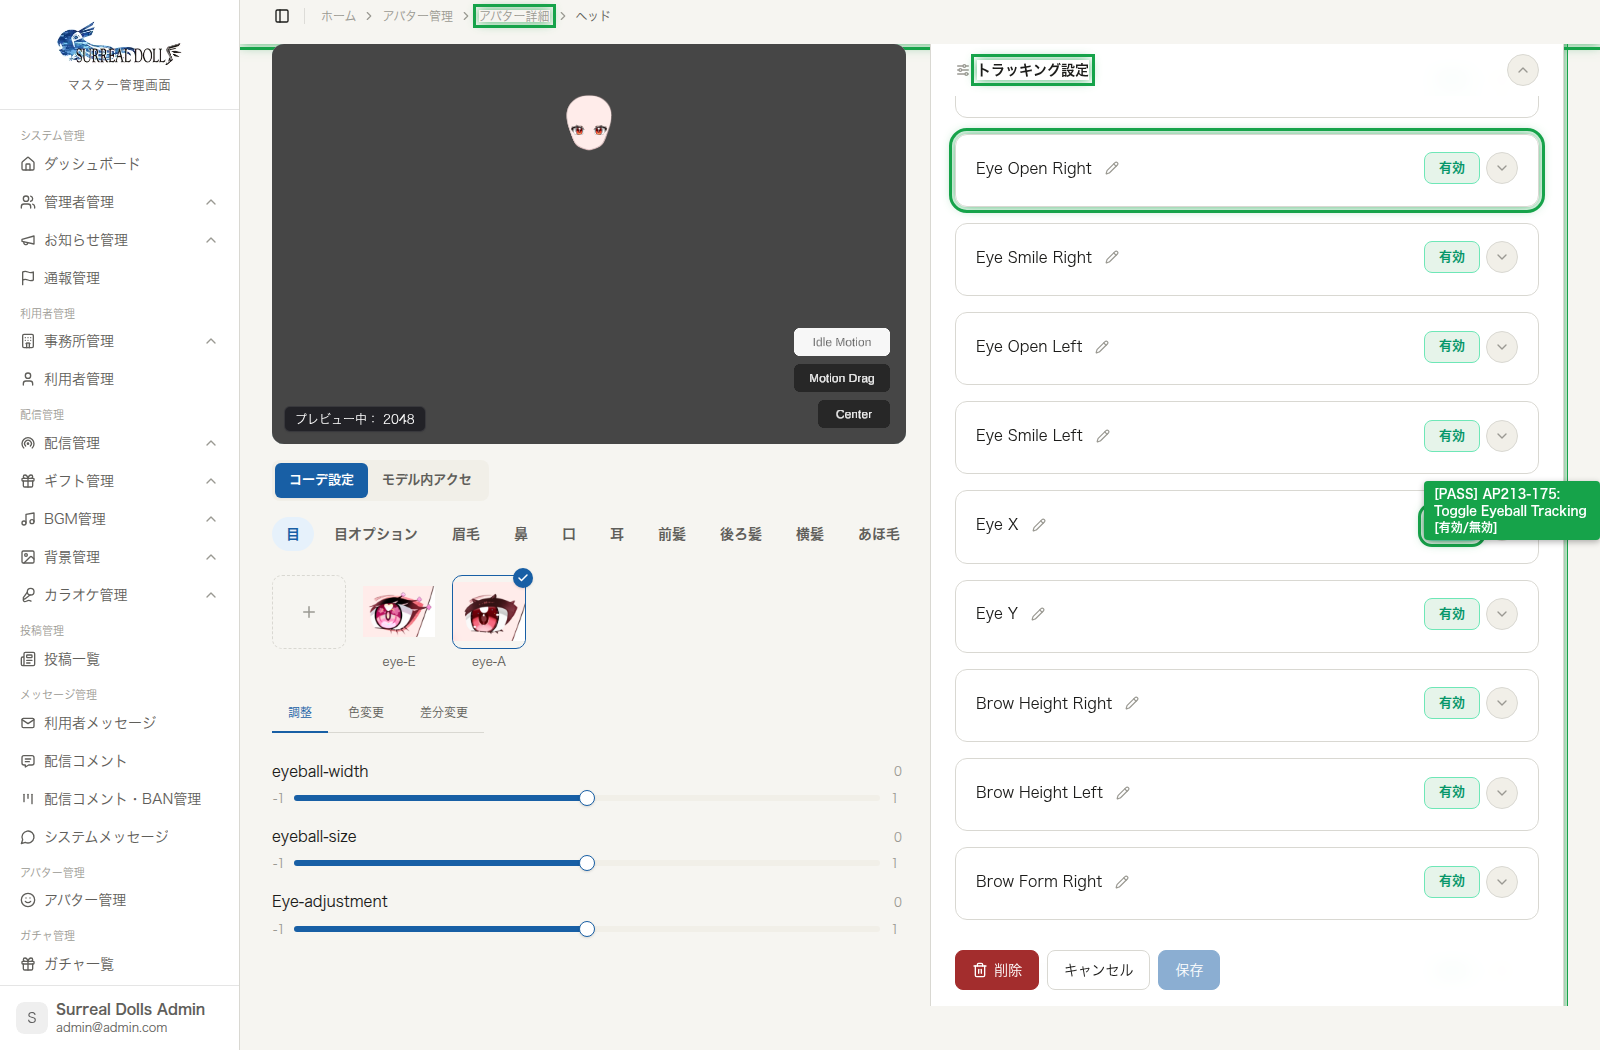 SURREAL DOLL
マスター管理画面
システム管理
ダッシュボード
管理者管理
お知らせ管理
通報管理
利用者管理
事務所管理
利用者管理
配信管理
配信管理
ギフト管理
BGM管理
背景管理
カラオケ管理
投稿管理
投稿一覧
メッセージ管理
利用者メッセージ
配信コメント
配信コメント・BAN管理
システムメッセージ
アバター管理
アバター管理
ガチャ管理
ガチャ一覧
S
Surreal Dolls Admin
admin@admin.com
ホーム
アバター管理
アバター詳細
ヘッド
Idle Motion
Motion Drag
Center
プレビュー中： 2048
コーデ設定
モデル内アクセ
目
目オプション
眉毛
鼻
口
耳
前髪
後ろ髪
横髪
あほ毛
eye-E
eye-A
調整
色変更
差分変更
eyeball-width
0
-1
1
eyeball-size
0
-1
1
Eye-adjustment
0
-1
1
トラッキング設定
Eye Open Right
有効
Eye Smile Right
有効
Eye Open Left
有効
Eye Smile Left
有効
Eye X
[PASS] AP213-175:
Toggle Eyeball Tracking
[有効/無効]
Eye Y
有効
Brow Height Right
有効
Brow Height Left
有効
Brow Form Right
有効
削除
キャンセル
保存